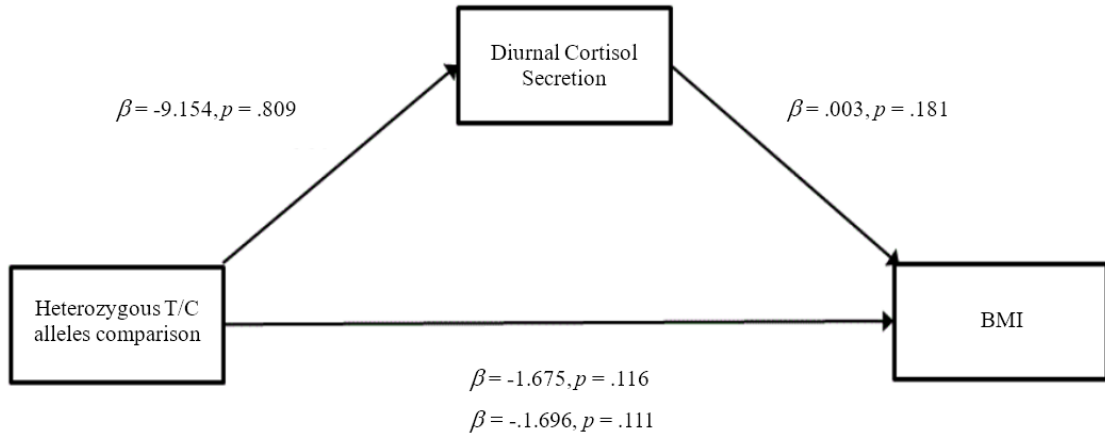 Diurnal Cortisol
Secretion
β = -9.154, p = .809
β = .003, p = .181
Heterozygous T/C
alleles comparison
BMI
β = -1.675, p = .116
β = -.1.696, p = .111